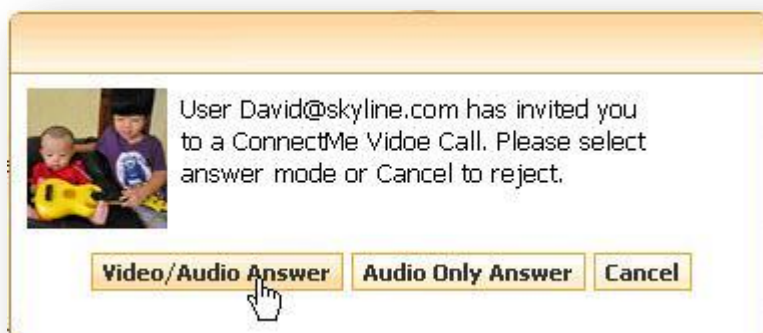 User David@skyline.com has invited you
to a ConnectMe Vidoe Call. Please select
answer mode or Cancel to reject.
Video/Audio Answer Audio Only Answer Cancel